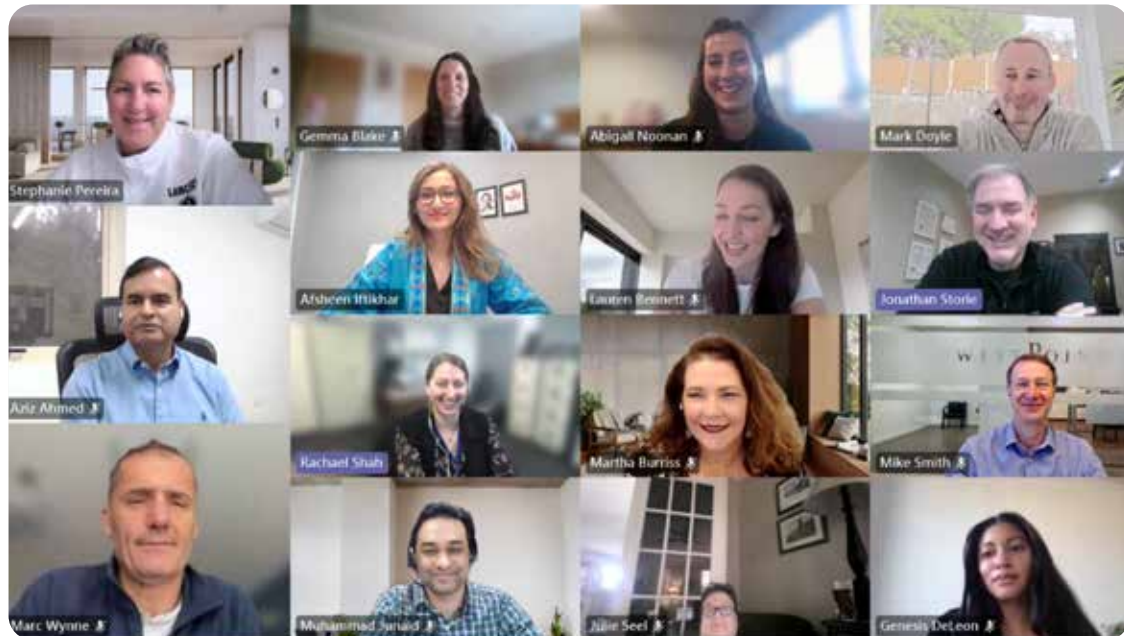 Stephanie Pereira
Gemma Blake
Abigail Noonan
Mark Doyle
Aziz Ahmed
Afsheen Iftikhar
Lauren Bennett
Jonathan Storie
Rachael Shah
Martha Burriss
Mike Smith
Marc Wynne
Muhammad Junaid
Julie Seel
Genesis DeLeon